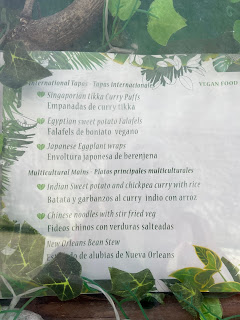 International Tapas - Tapas Internacionales
VEGAN FOOD
Singaporian tikka Curry Puffs
Empanadas de curry tikka
Egyptian sweet potato Falafels
Falafels de boniato vegano
Japanese Eggplant wraps
Envoltura japonesa de berenjena
Multicultural Mains - Platos principales multiculturales
Indian Sweet potato and chickpea curry with rice
Batata y garbanzos al curry indio con arroz
Chinese noodles with stir fried veg
Fideos chinos con verduras salteadas
New Orleans Bean Stew
de alubias de Nueva Orleans